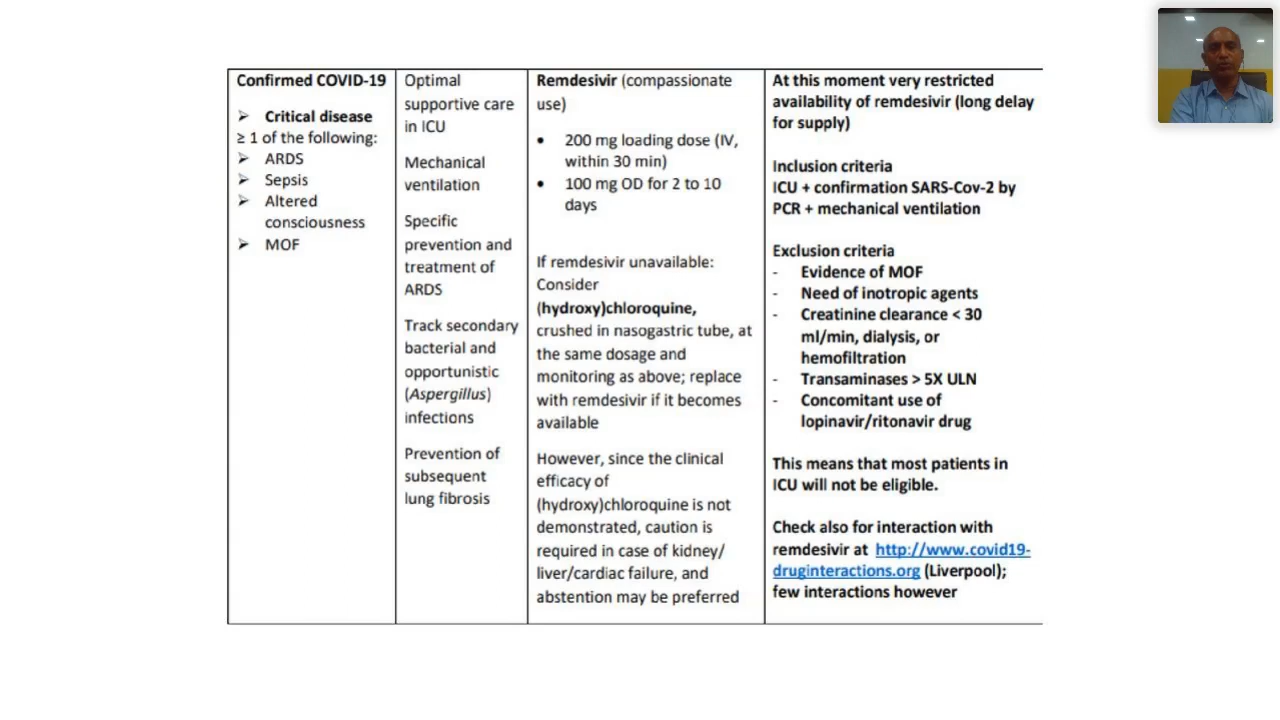 Confirmed COVID-19
➢ Critical disease
≥ 1 of the following:
➢ ARDS
➢ Sepsis
➢ Altered
consciousness
➢ MOF
Optimal
supportive care
in ICU
Mechanical
ventilation
Specific
prevention and
treatment of
ARDS
Track secondary
bacterial and
opportunistic
(Aspergillus)
infections
Prevention of
subsequent
lung fibrosis
Remdesivir (compassionate
use)
• 200 mg loading dose (IV,
within 30 min)
• 100 mg OD for 2 to 10
days
If remdesivir unavailable:
Consider
(hydroxy)chloroquine,
crushed in nasogastric tube, at
the same dosage and
monitoring as above; replace
with remdesivir if it becomes
available
However, since the clinical
efficacy of
(hydroxy)chloroquine is not
demonstrated, caution is
required in case of kidney/
liver/cardiac failure, and
abstention may be preferred
At this moment very restricted
availability of remdesivir (long delay
for supply)
Inclusion criteria
ICU + confirmation SARS-Cov-2 by
PCR + mechanical ventilation
Exclusion criteria
- Evidence of MOF
- Need of inotropic agents
- Creatinine clearance < 30
ml/min, dialysis, or
hemofiltration
- Transaminases > 5X ULN
- Concomitant use of
lopinavir/ritonavir drug
This means that most patients in
ICU will not be eligible.
Check also for interaction with
remdesivir at http://www.covid19-
druginteractions.org (Liverpool);
few interactions however